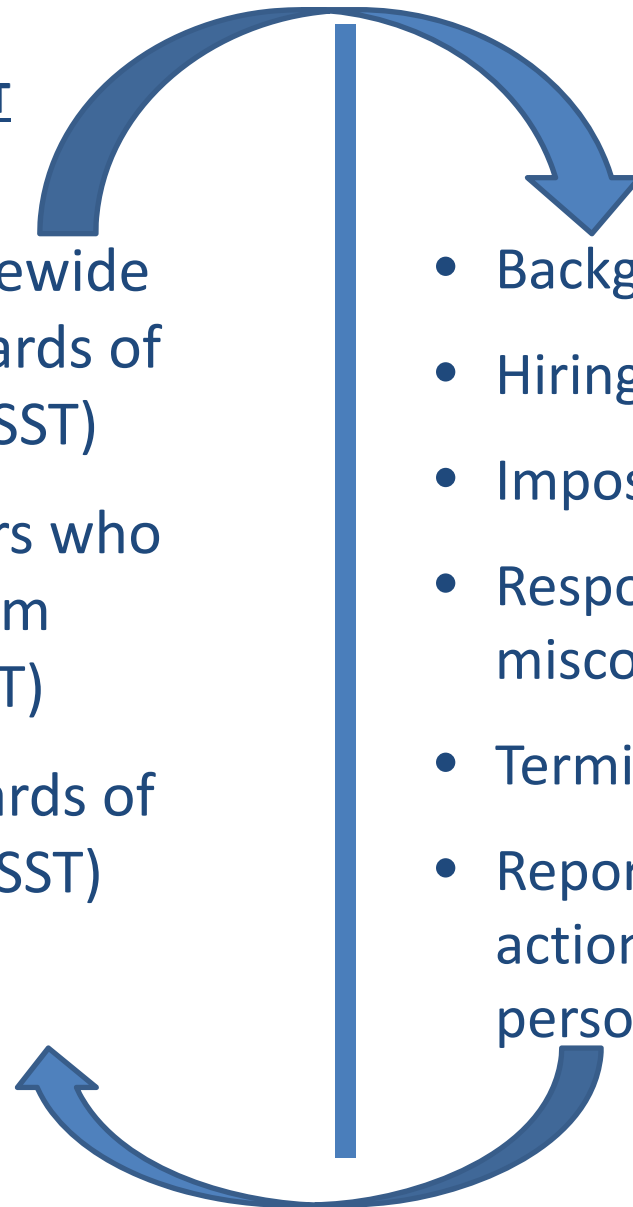 T
ewide
ards of
SST)
rs who
m
T)
ards of
SST)
• Backg
• Hiring
• Impos
• Respo
misco
• Termi
• Repor
action
perso